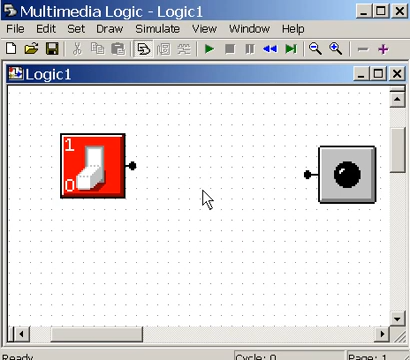 Multimedia Logic - Logic1
File Edit Set Draw Simulate View Window Help
Logic1
1
0
Ready Cycle: 0 Page: 1